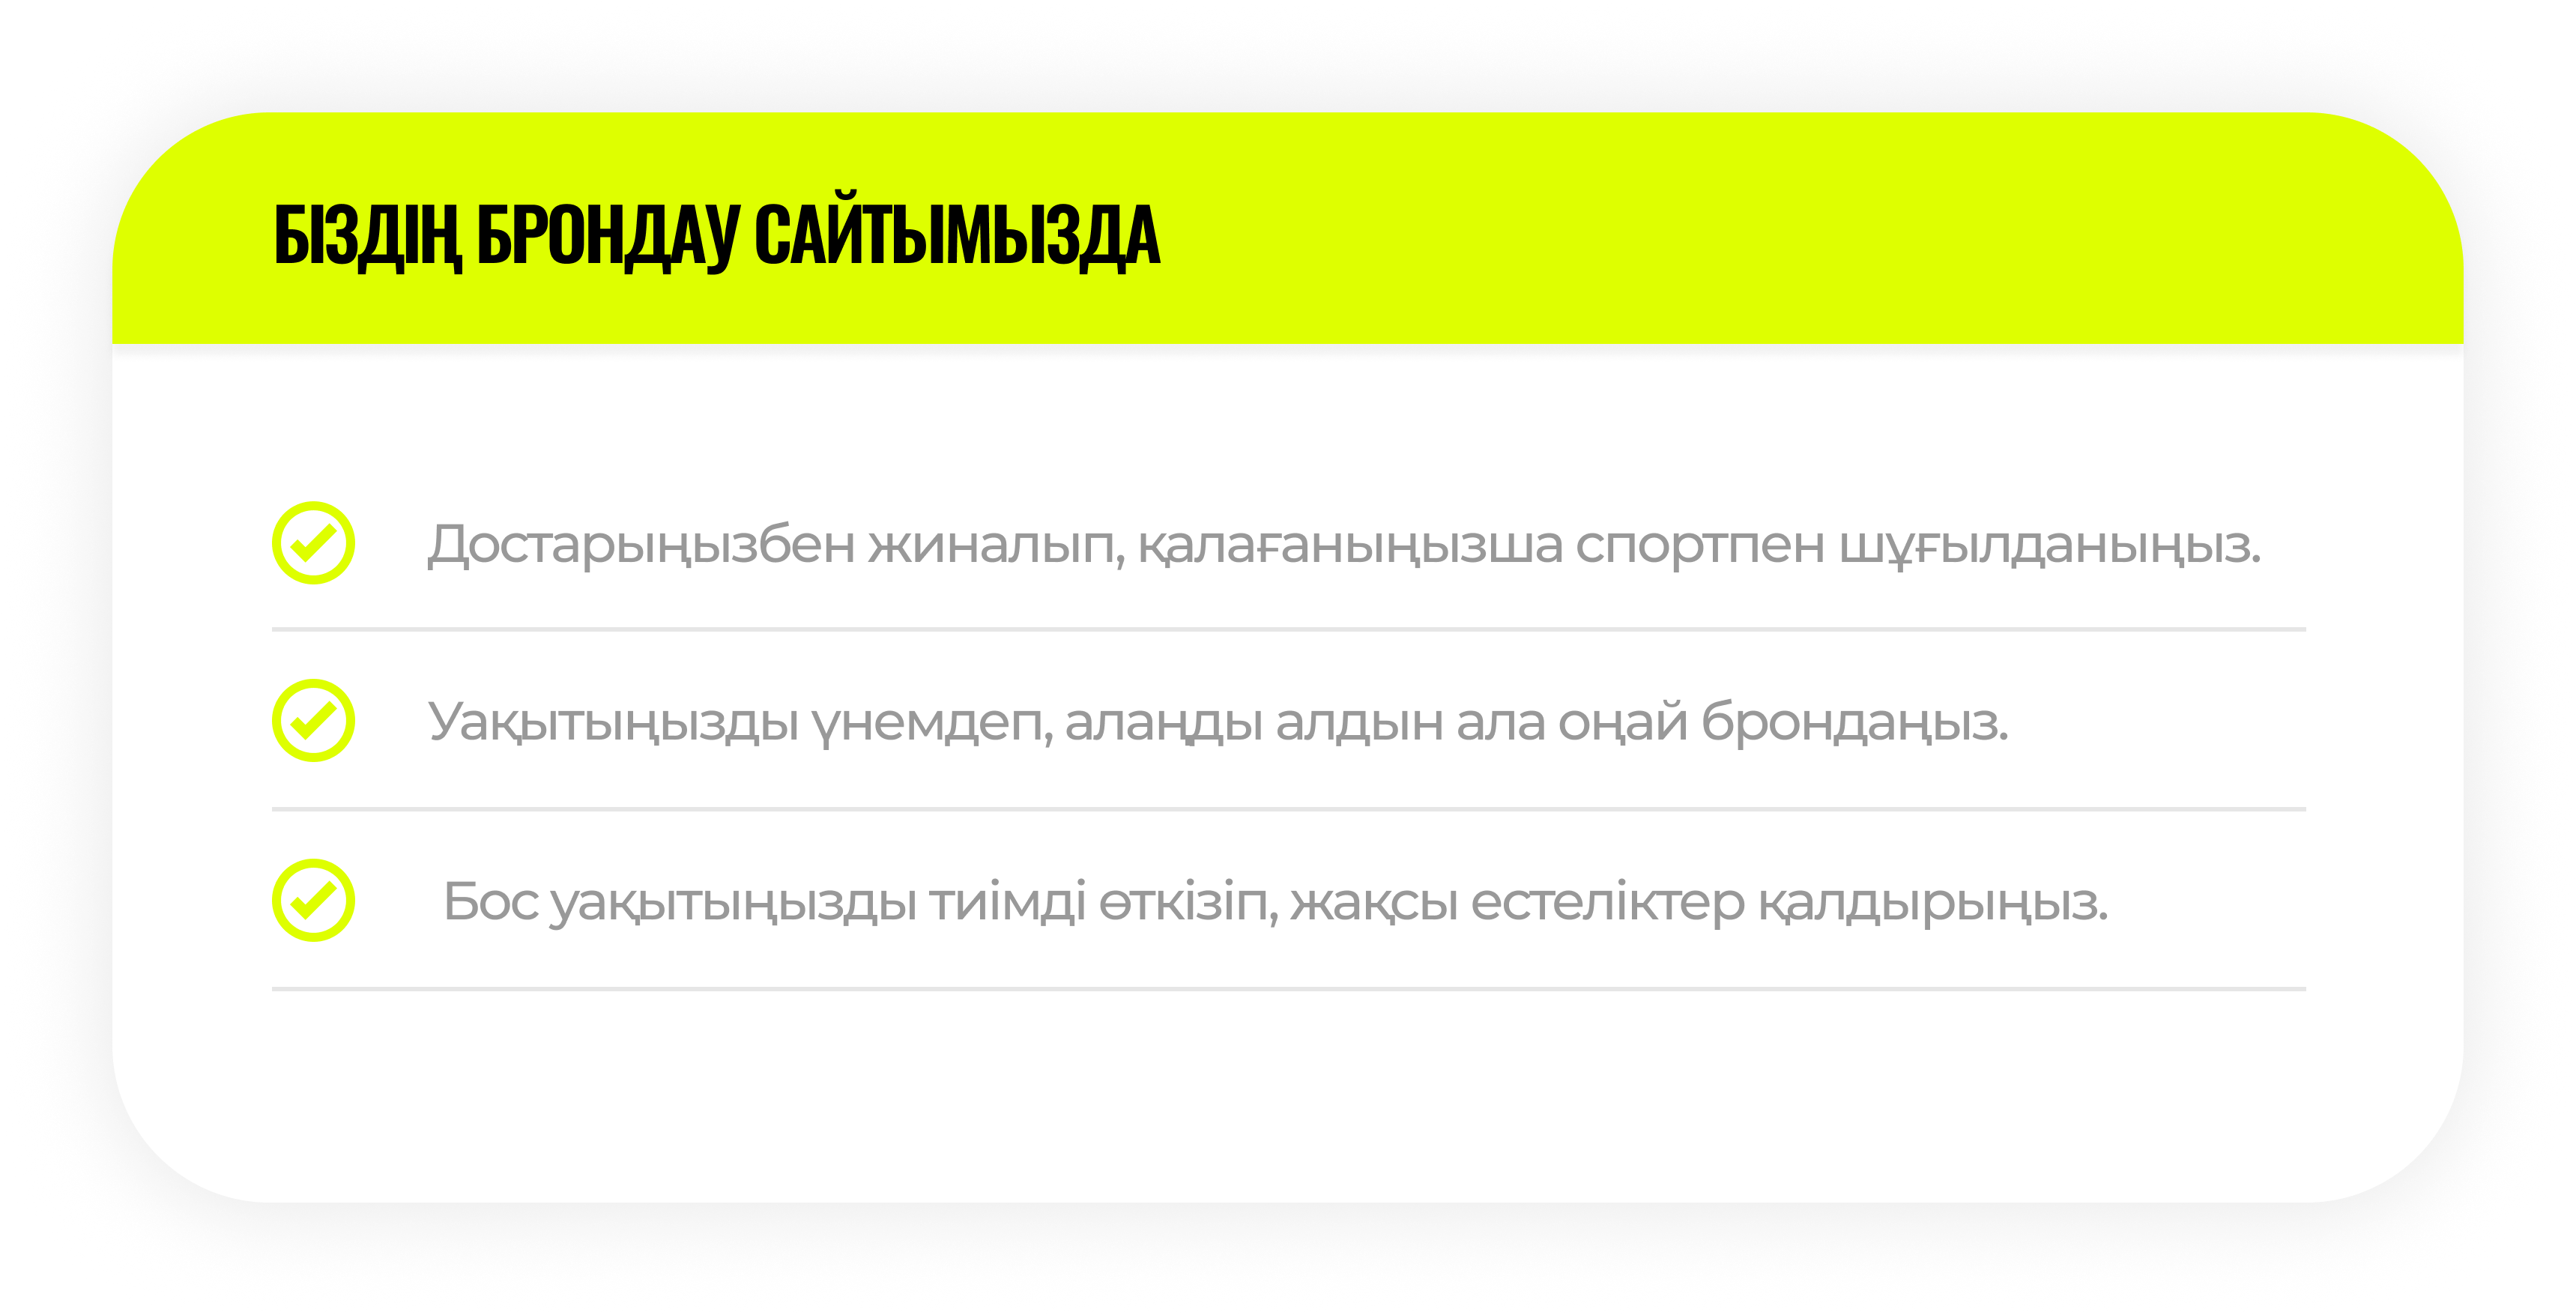 БІЗДІҢ БРОНДАУ САЙТЫМЫЗДА
Достарыңызбен жиналып, қалағаныңызша спортпен шұғылданыңыз.
Уақытыңызды үнемдеп, алаңды алдын ала оңай брондаңыз.
Бос уақытыңызды тиімді өткізіп, жақсы естеліктер қалдырыңыз.